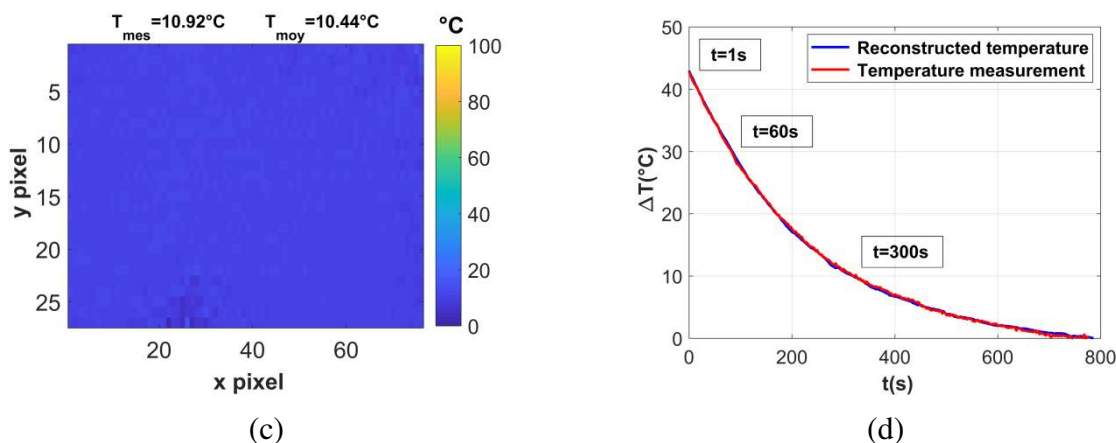 T_mes=10.92°C T_moy=10.44°C
°C
100
80
60
40
20
0
5
10
15
20
25
y pixel
20 40 60
x pixel
(c)
50
40
30
20
10
0
ΔT(°C)
Reconstructed temperature
Temperature measurement
t=1s
t=60s
t=300s
0 200 400 600 800
t(s)
(d)